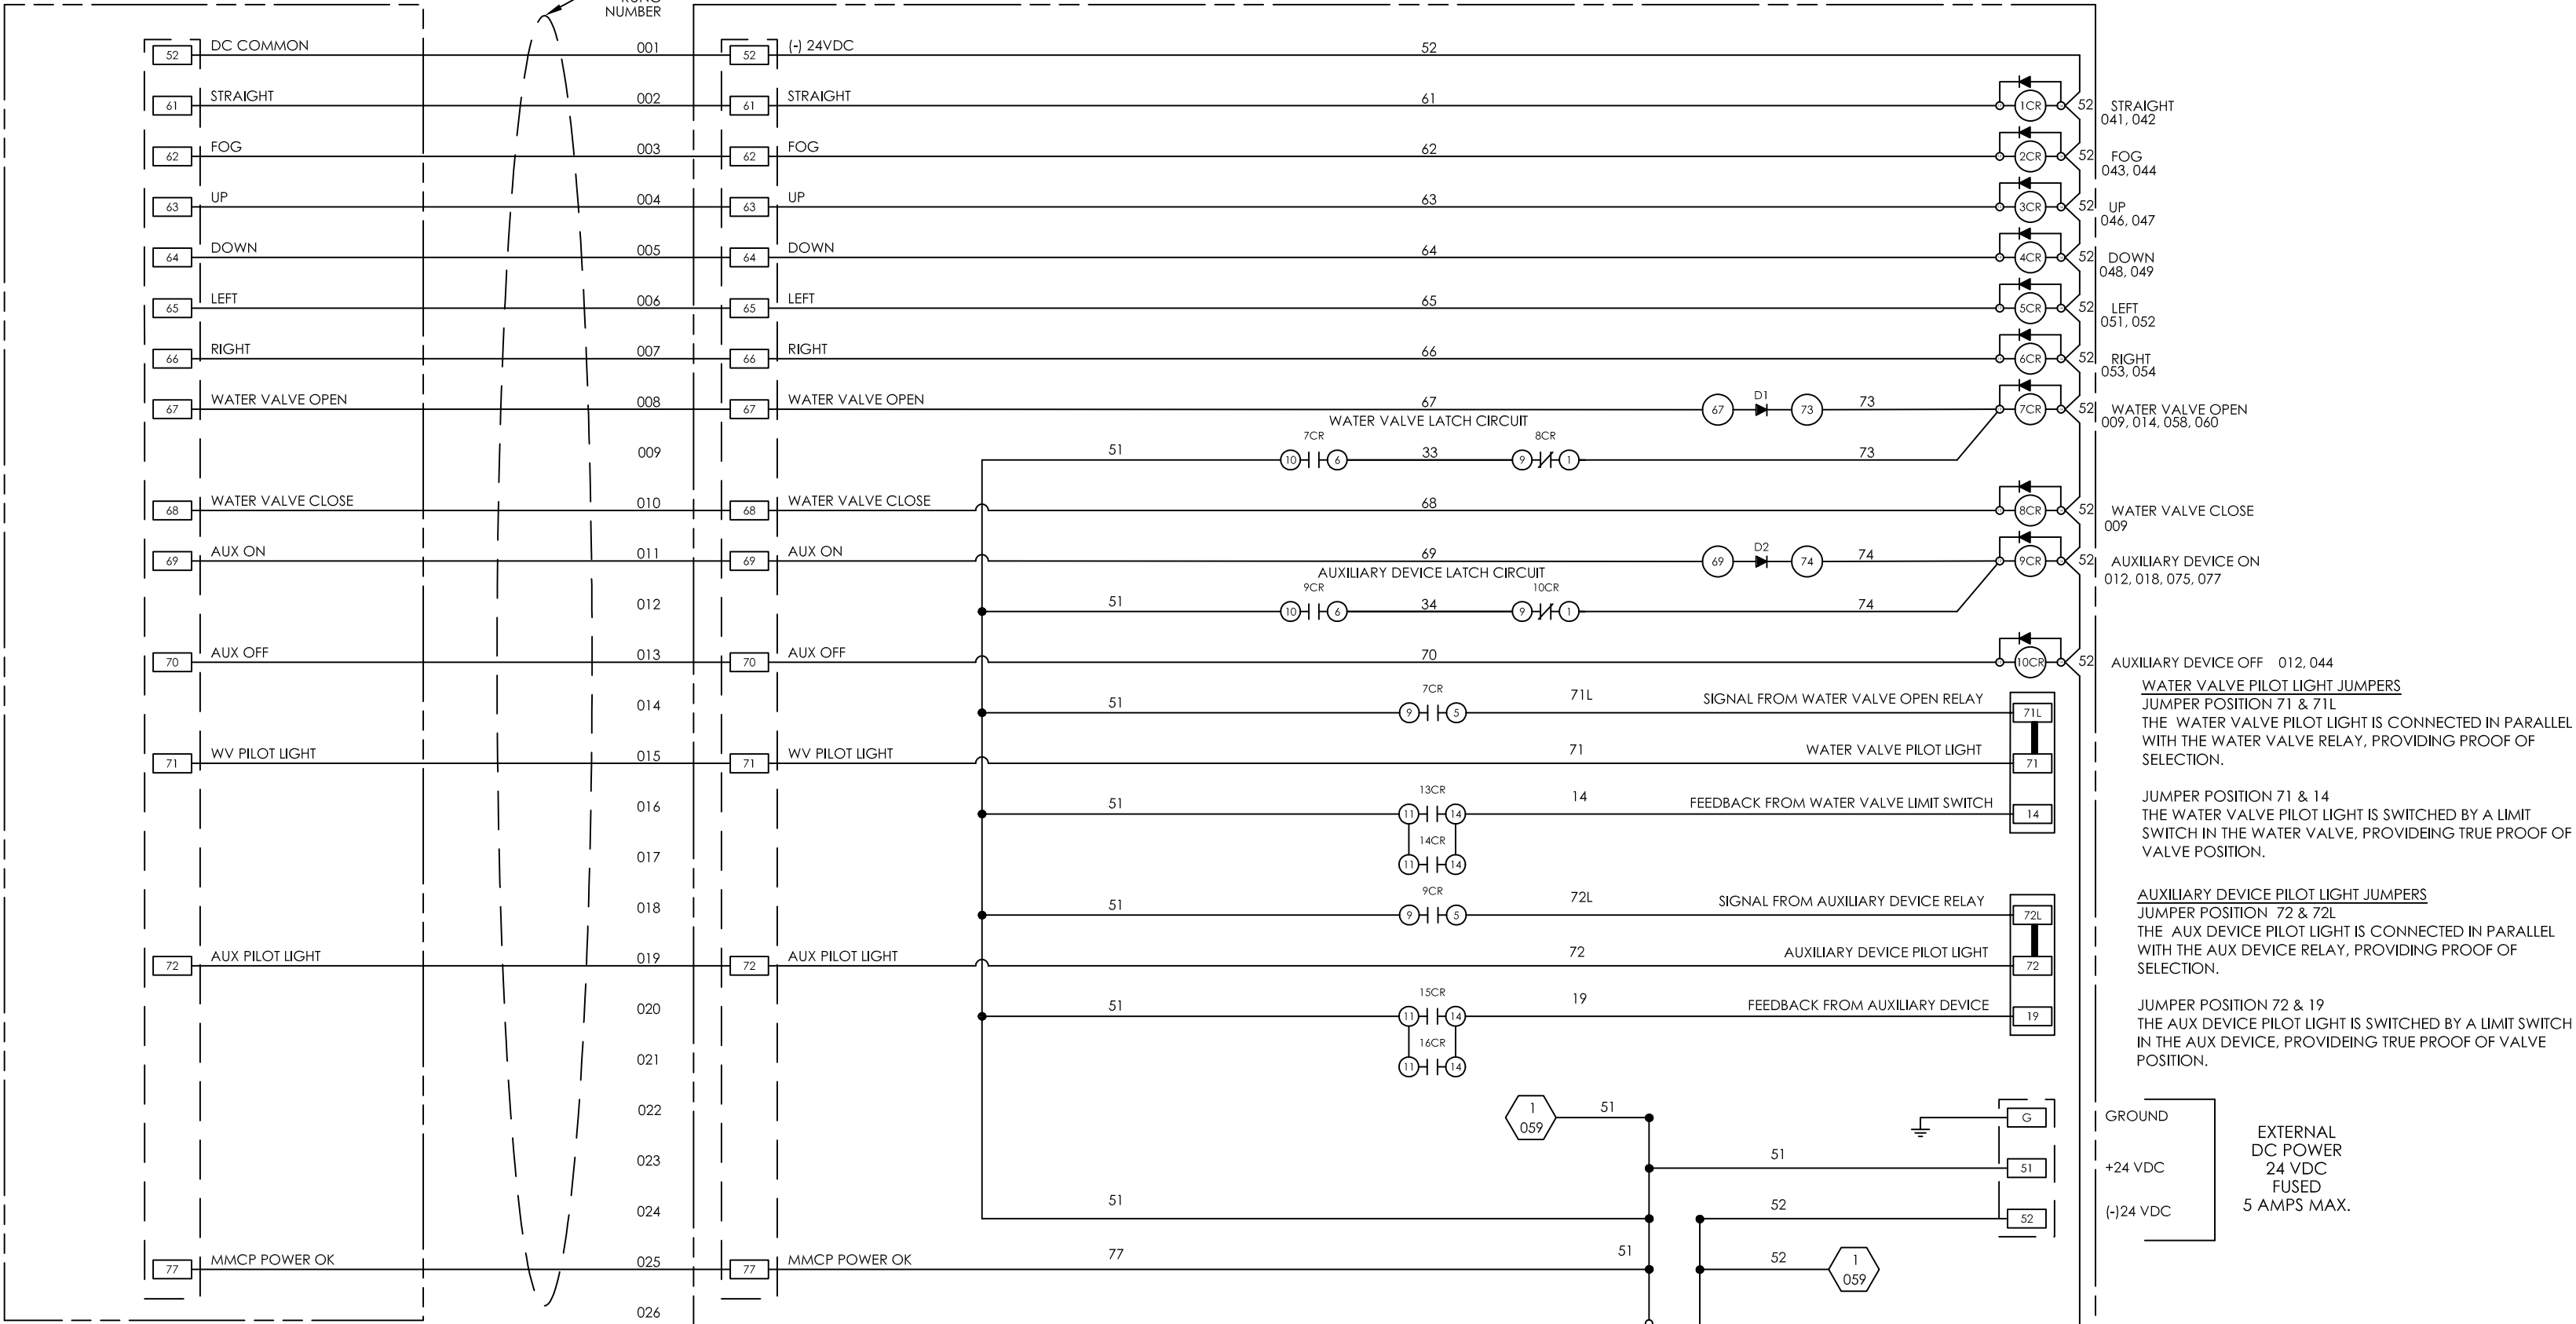 RUNG
NUMBER
52 DC COMMON 001 52 (-) 24VDC 52
61 STRAIGHT 002 61 STRAIGHT 61 1CR 52 STRAIGHT
041, 042
62 FOG 003 62 FOG 62 2CR 52 FOG
043, 044
63 UP 004 63 UP 63 3CR 52 UP
046, 047
64 DOWN 005 64 DOWN 64 4CR 52 DOWN
048, 049
65 LEFT 006 65 LEFT 65 5CR 52 LEFT
051, 052
66 RIGHT 007 66 RIGHT 66 6CR 52 RIGHT
053, 054
67 WATER VALVE OPEN 008 67 WATER VALVE OPEN 67 67 D1 73 73 7CR 52 WATER VALVE OPEN
009, 014, 058, 060
WATER VALVE LATCH CIRCUIT
7CR 8CR
009 51 10 6 33 9 1 73
68 WATER VALVE CLOSE 010 68 WATER VALVE CLOSE 68 8CR 52 WATER VALVE CLOSE
009
69 AUX ON 011 69 AUX ON 69 69 D2 74 74 9CR 52 AUXILIARY DEVICE ON
012, 018, 075, 077
AUXILIARY DEVICE LATCH CIRCUIT
9CR 10CR
012 51 10 6 34 9 1 74
70 AUX OFF 013 70 AUX OFF 70 10CR 52 AUXILIARY DEVICE OFF 012, 044
7CR
014 51 9 5 71L SIGNAL FROM WATER VALVE OPEN RELAY 71L
71 WV PILOT LIGHT 015 71 WV PILOT LIGHT 71 WATER VALVE PILOT LIGHT 71
13CR
016 51 11 14 14 FEEDBACK FROM WATER VALVE LIMIT SWITCH 14
14CR
017 11 14
9CR
018 51 9 5 72L SIGNAL FROM AUXILIARY DEVICE RELAY 72L
72 AUX PILOT LIGHT 019 72 AUX PILOT LIGHT 72 AUXILIARY DEVICE PILOT LIGHT 72
15CR
020 51 11 14 19 FEEDBACK FROM AUXILIARY DEVICE 19
16CR
021 11 14
WATER VALVE PILOT LIGHT JUMPERS
JUMPER POSITION 71 & 71L
THE WATER VALVE PILOT LIGHT IS CONNECTED IN PARALLEL
WITH THE WATER VALVE RELAY, PROVIDING PROOF OF
SELECTION.
JUMPER POSITION 71 & 14
THE WATER VALVE PILOT LIGHT IS SWITCHED BY A LIMIT
SWITCH IN THE WATER VALVE, PROVIDEING TRUE PROOF OF
VALVE POSITION.
AUXILIARY DEVICE PILOT LIGHT JUMPERS
JUMPER POSITION 72 & 72L
THE AUX DEVICE PILOT LIGHT IS CONNECTED IN PARALLEL
WITH THE AUX DEVICE RELAY, PROVIDING PROOF OF
SELECTION.
JUMPER POSITION 72 & 19
THE AUX DEVICE PILOT LIGHT IS SWITCHED BY A LIMIT SWITCH
IN THE AUX DEVICE, PROVIDEING TRUE PROOF OF VALVE
POSITION.
022 1 059 51 G GROUND
023 51 51 +24 VDC
024 51 52 52 (-)24 VDC
EXTERNAL
DC POWER
24 VDC
FUSED
5 AMPS MAX.
77 MMCP POWER OK 025 77 MMCP POWER OK 77 51 52 1 059
026